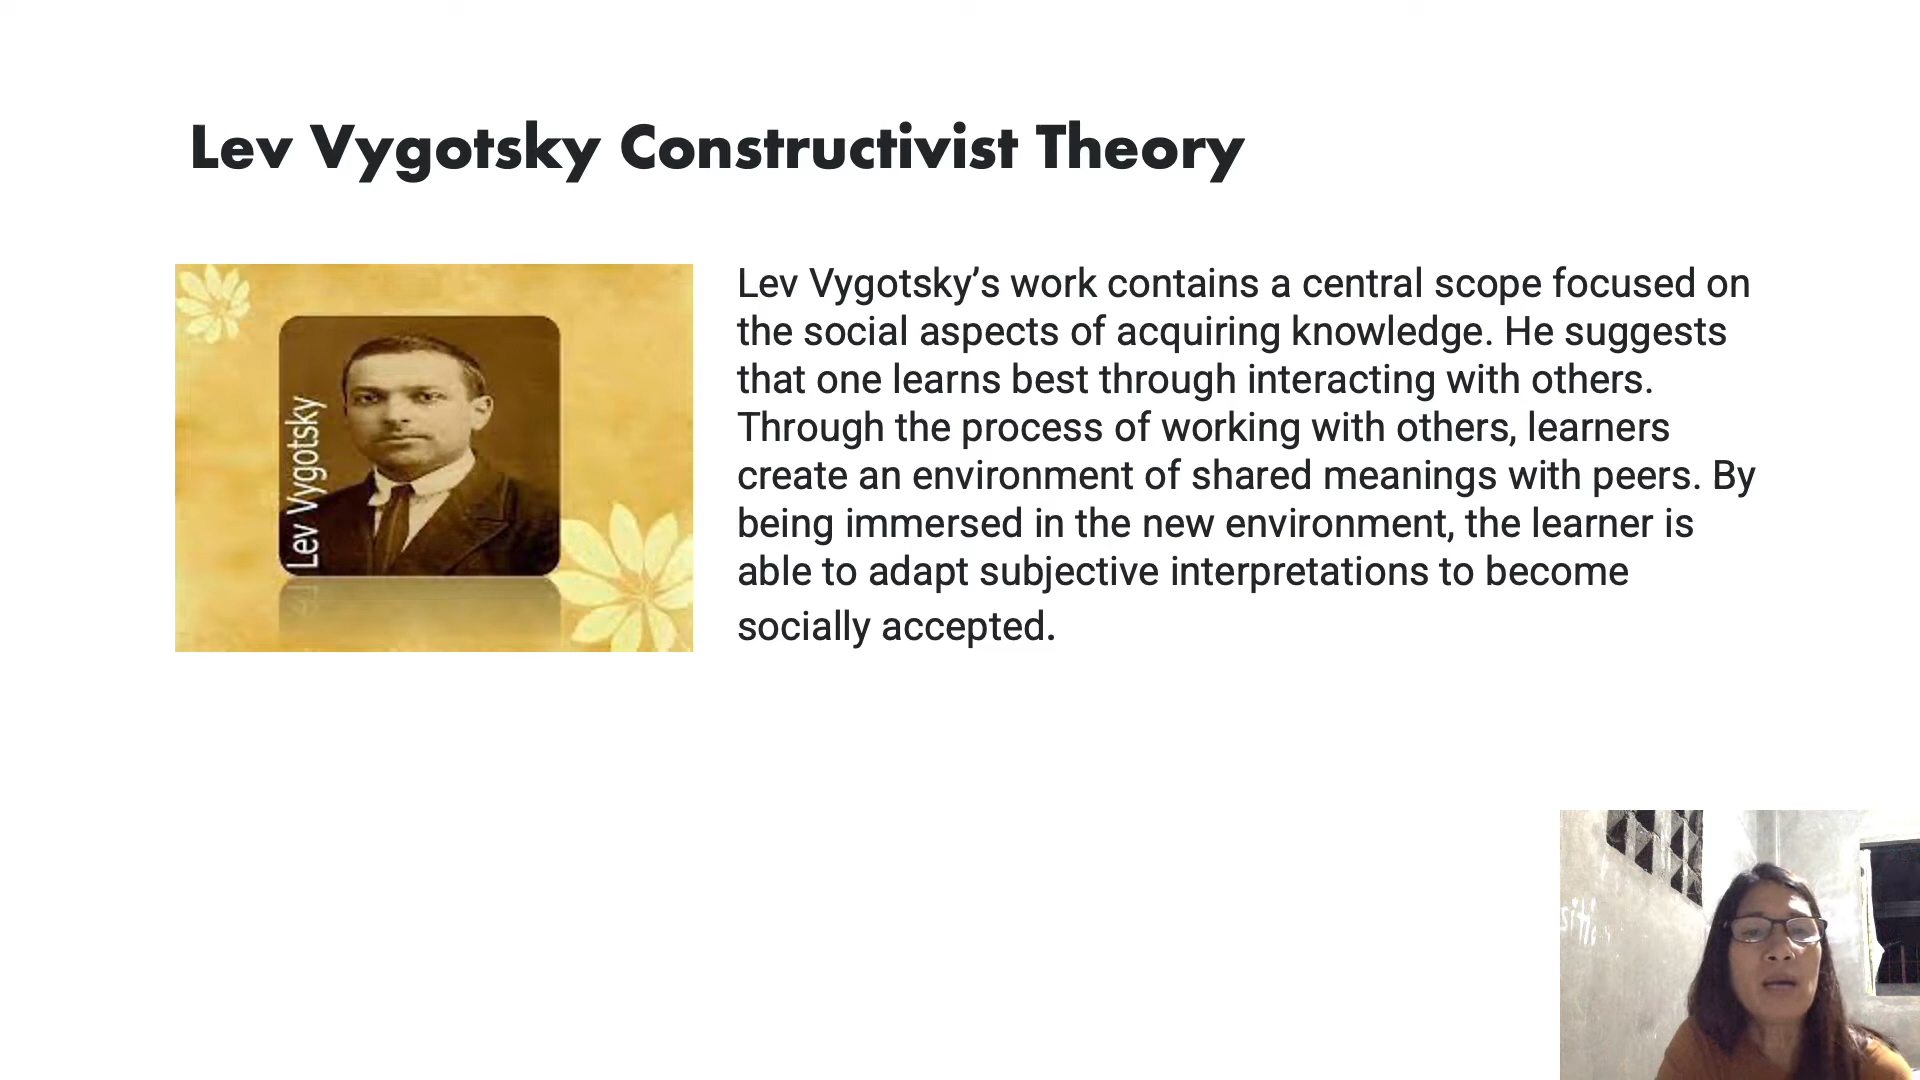 Lev Vygotsky Constructivist Theory
Lev Vygotsky
Lev Vygotsky’s work contains a central scope focused on
the social aspects of acquiring knowledge. He suggests
that one learns best through interacting with others.
Through the process of working with others, learners
create an environment of shared meanings with peers. By
being immersed in the new environment, the learner is
able to adapt subjective interpretations to become
socially accepted.